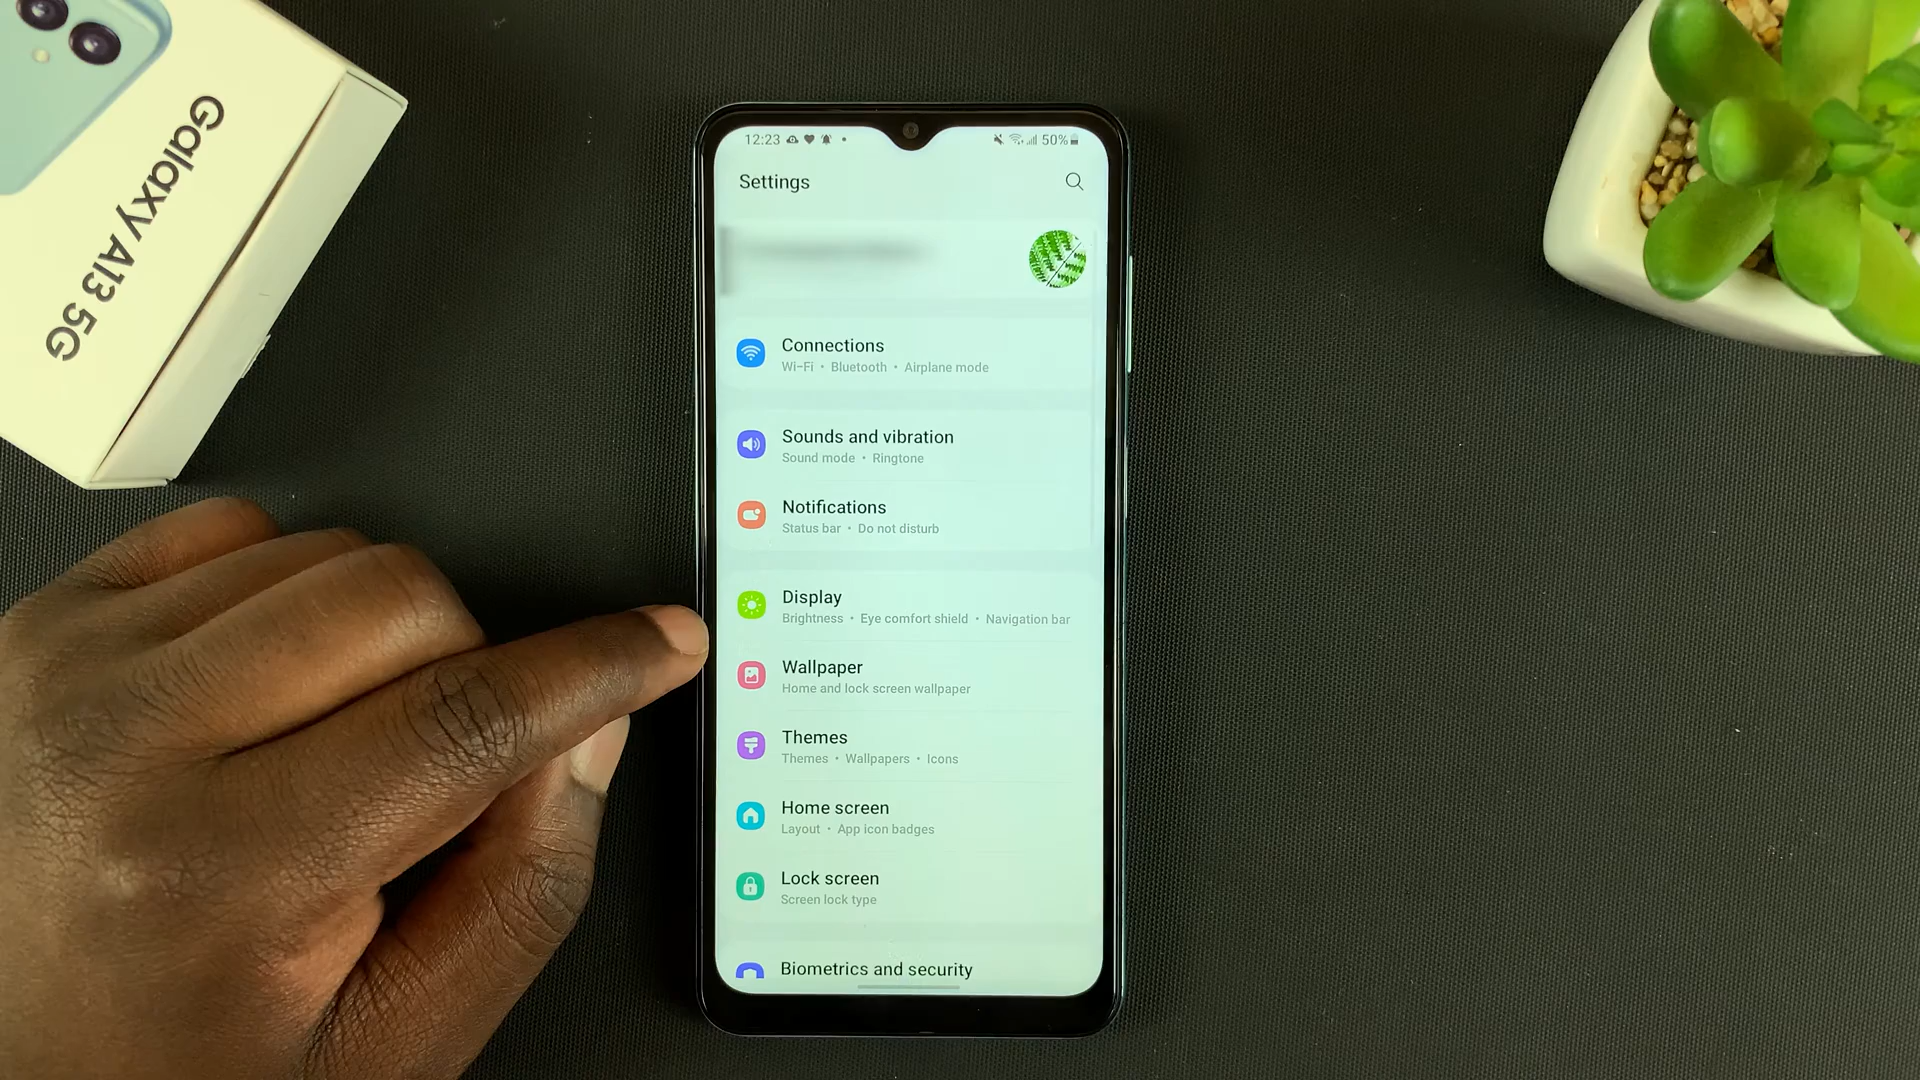 Galaxy A13 5G
12:23
50%
Settings
Connections
Wi-Fi • Bluetooth • Airplane mode
Sounds and vibration
Sound mode • Ringtone
Notifications
Status bar • Do not disturb
Display
Brightness • Eye comfort shield • Navigation bar
Wallpaper
Home and lock screen wallpaper
Themes
Themes • Wallpapers • Icons
Home screen
Layout • App icon badges
Lock screen
Screen lock type
Biometrics and security